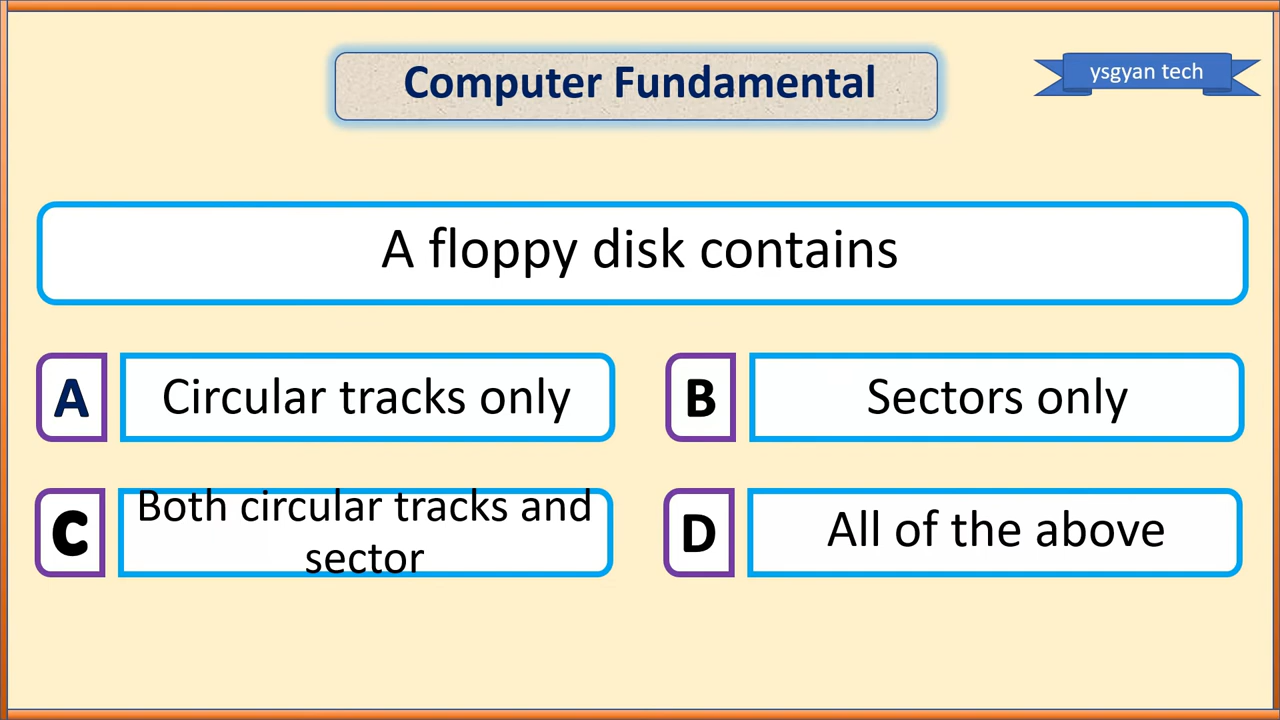 Computer Fundamental
ysgyan tech
A floppy disk contains
A
Circular tracks only
B
Sectors only
C
Both circular tracks and
sector
D
All of the above